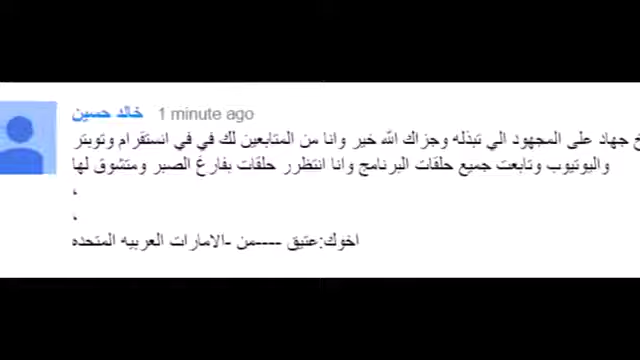 خالد حسين 1 minute ago
جهاد على المجهود الي تبذله وجزاك الله خير وانا من المتابعين لك في في انستقرام وتويتر
واليوتيوب وتابعت جميع حلقات البرنامج وانا انتظرر حلقات بفارغ الصبر ومتشوق لها
،
،
اخوك:عتيق ----من -الامارات العربيه المتحده